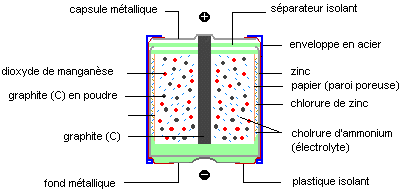 capsule métallique
séparateur isolant
enveloppe en acier
dioxyde de manganèse
zinc
papier (paroi poreuse)
graphite (C) en poudre
chlorure de zinc
graphite (C)
cholrure d'ammonium
(électrolyte)
fond métallique
plastique isolant